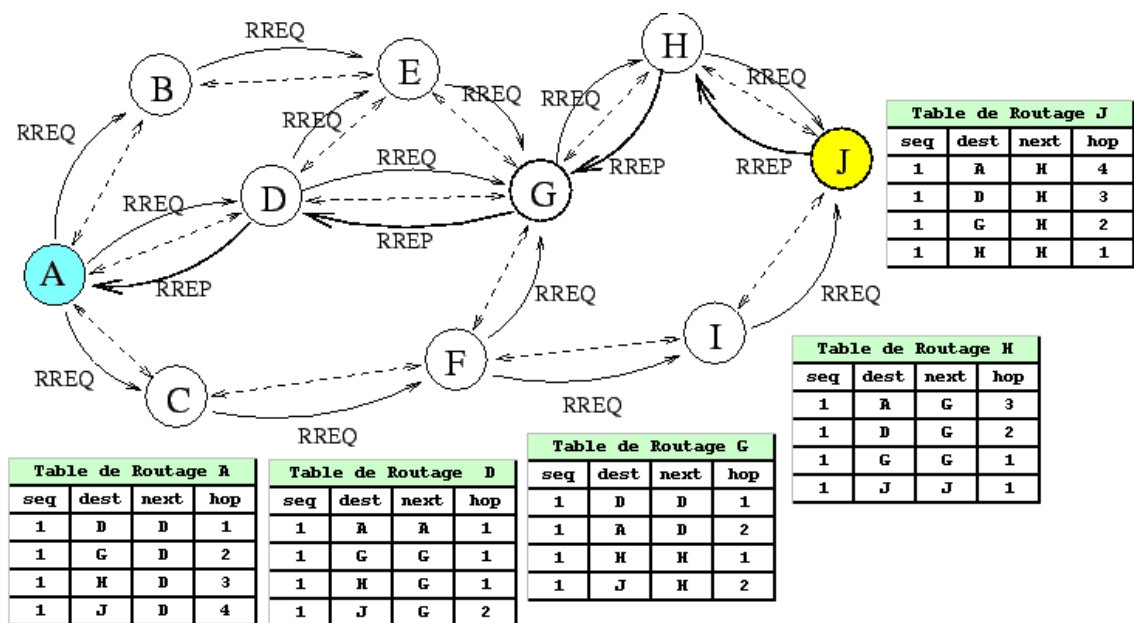 RREQ
B
RREQ
E
RREQ
RREQ
D
RREQ
RREQ
RREP
A
RREP
RREQ
C
RREQ
F
RREQ
RREQ
I
RREQ
G
RREQ
RREP
H
RREQ
RREP
J
Table de Routage J
seq dest next hop
1 A H 4
1 D H 3
1 G H 2
1 H H 1
Table de Routage H
seq dest next hop
1 A G 3
1 D G 2
1 G G 1
1 J J 1
Table de Routage G
seq dest next hop
1 D D 1
1 A D 2
1 H H 1
1 J H 2
Table de Routage D
seq dest next hop
1 A A 1
1 G G 1
1 H G 1
1 J G 2
Table de Routage A
seq dest next hop
1 D D 1
1 G D 2
1 H D 3
1 J D 4